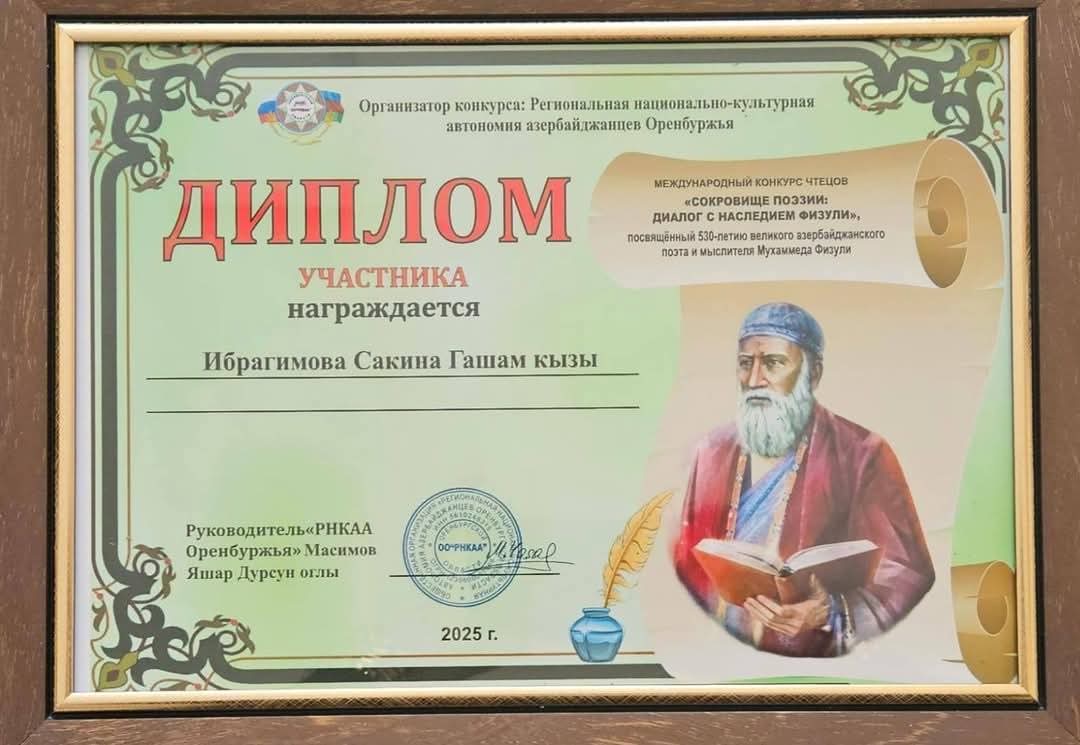 Организатор конкурса: Региональная национально-культурная
автономия азербайджанцев Оренбуржья
МЕЖДУНАРОДНЫЙ КОНКУРС ЧТЕЦОВ
«СОКРОВИЩЕ ПОЭЗИИ:
ДИАЛОГ С НАСЛЕДИЕМ ФИЗУЛИ»,
посвящённый 530-летию великого азербайджанского
поэта и мыслителя Мухаммеда Физули
ДИПЛОМ
УЧАСТНИКА
награждается
Ибрагимова Сакина Гашам кызы
Руководитель«РНКАА
Оренбуржья» Масимов
Яшар Дурсун оглы
ОО"РНКАА"
2025 г.